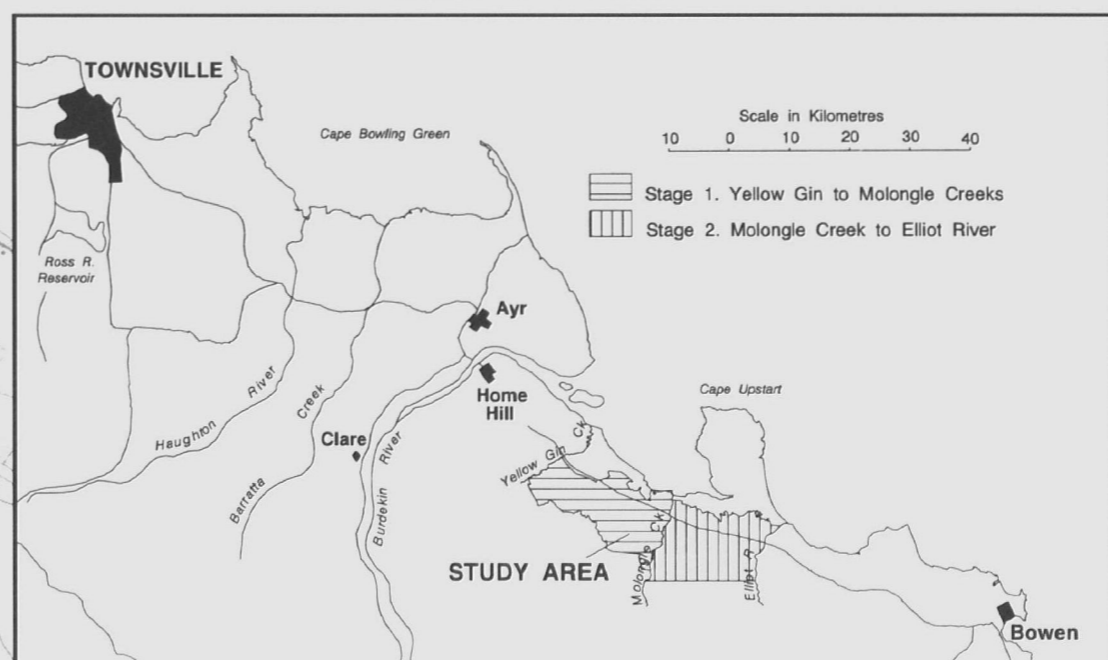 TOWNSVILLE
Cape Bowling Green
Scale in Kilometres
10 0 10 20 30 40
Stage 1. Yellow Gin to Molongle Creeks
Stage 2. Molongle Creek to Elliot River
Ross R.
Reservoir
Ayr
Home
Hill
Cape Upstart
Haughton River
Barratta Creek
Clare
Burdekin River
Yellow Gin Ck
STUDY AREA
Molongle Ck
Elliot R
Bowen